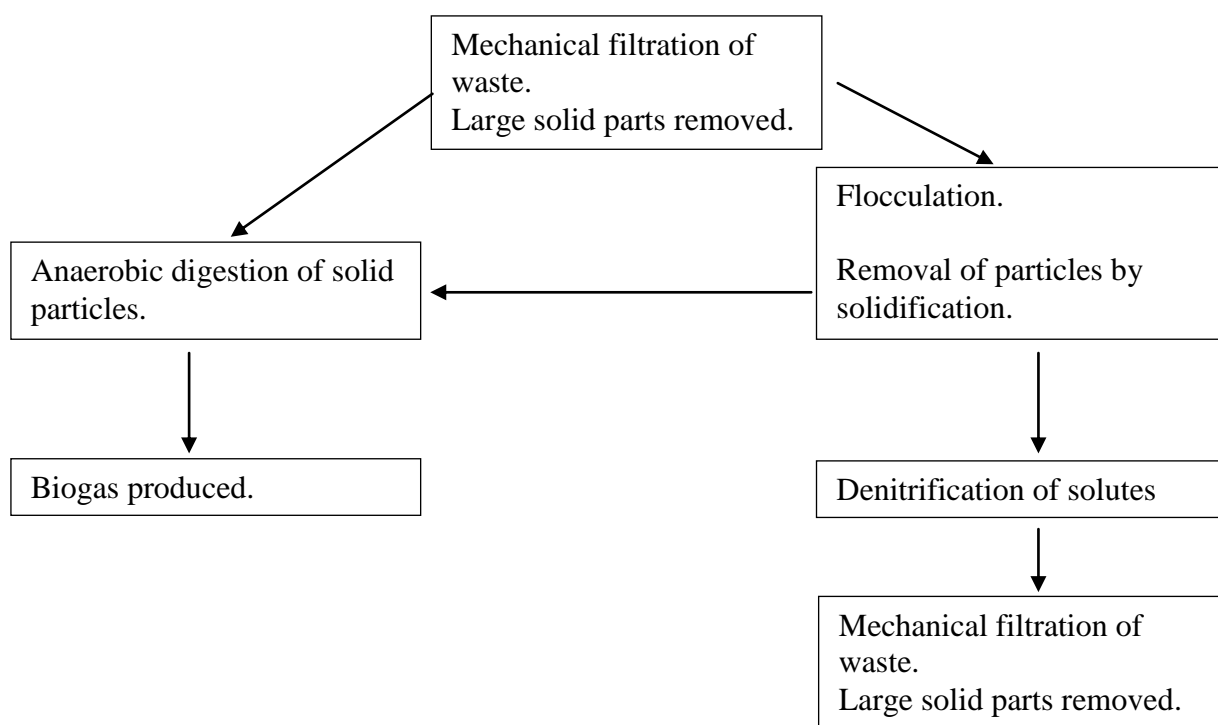 Mechanical filtration of
waste.
Large solid parts removed.
Flocculation.
Removal of particles by
solidification.
Anaerobic digestion of solid
particles.
Biogas produced.
Denitrification of solutes
Mechanical filtration of
waste.
Large solid parts removed.